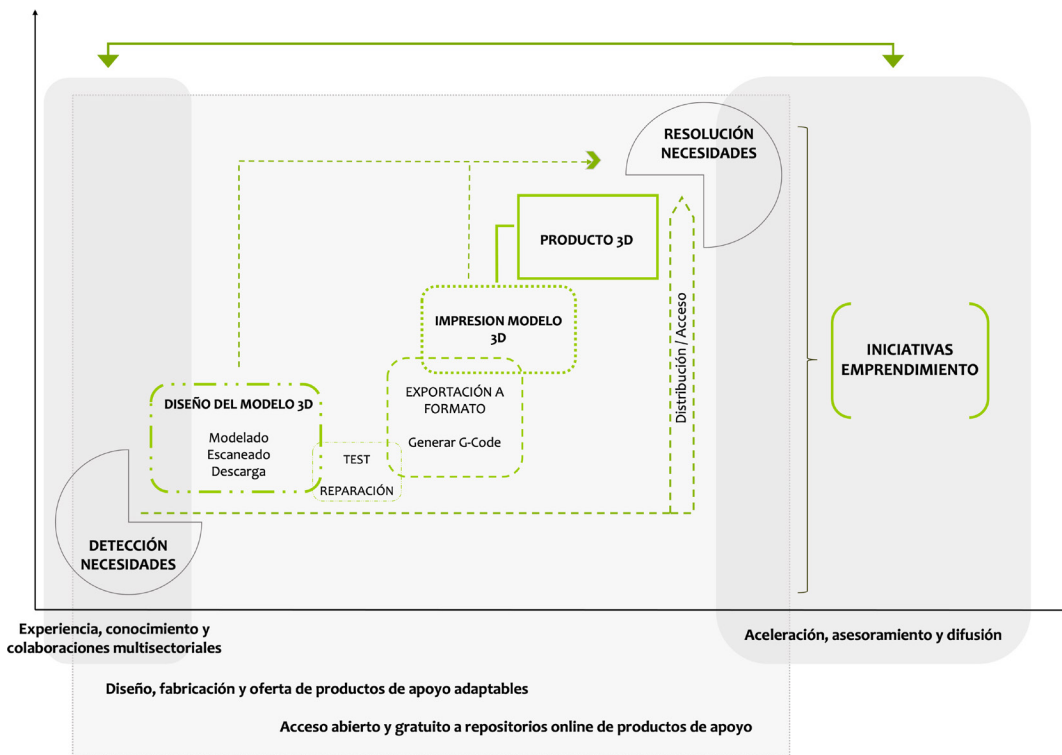 RESOLUCIÓN
NECESIDADES
PRODUCTO 3D
IMPRESION MODELO
3D
Distribución / Acceso
INICIATIVAS
EMPRENDIMIENTO
EXPORTACIÓN A
FORMATO
Generar G-Code
DISEÑO DEL MODELO 3D
Modelado
Escaneado
Descarga
TEST
REPARACIÓN
DETECCIÓN
NECESIDADES
Experiencia, conocimiento y
colaboraciones multisectoriales
Aceleración, asesoramiento y difusión
Diseño, fabricación y oferta de productos de apoyo adaptables
Acceso abierto y gratuito a repositorios online de productos de apoyo